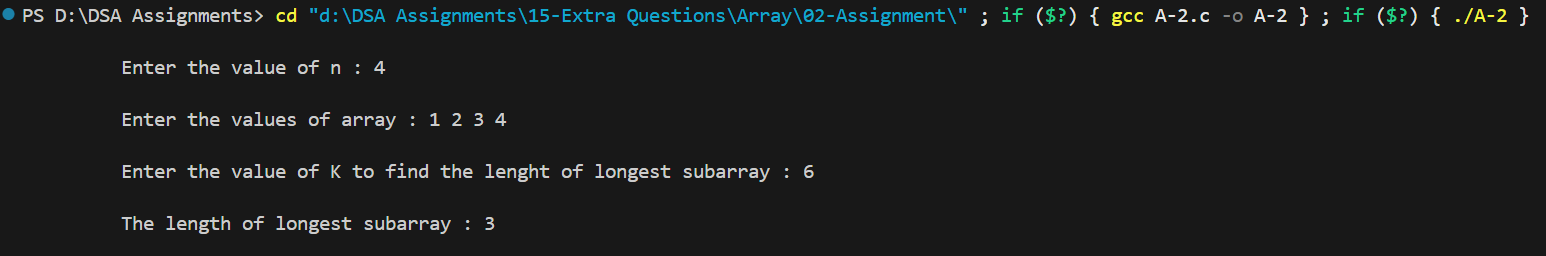 PS D:\DSA Assignments> cd "d:\DSA Assignments\15-Extra Questions\Array\02-Assignment\" ; if ($?) { gcc A-2.c -o A-2 } ; if ($?) { ./A-2 }
Enter the value of n : 4
Enter the values of array : 1 2 3 4
Enter the value of K to find the lenght of longest subarray : 6
The length of longest subarray : 3